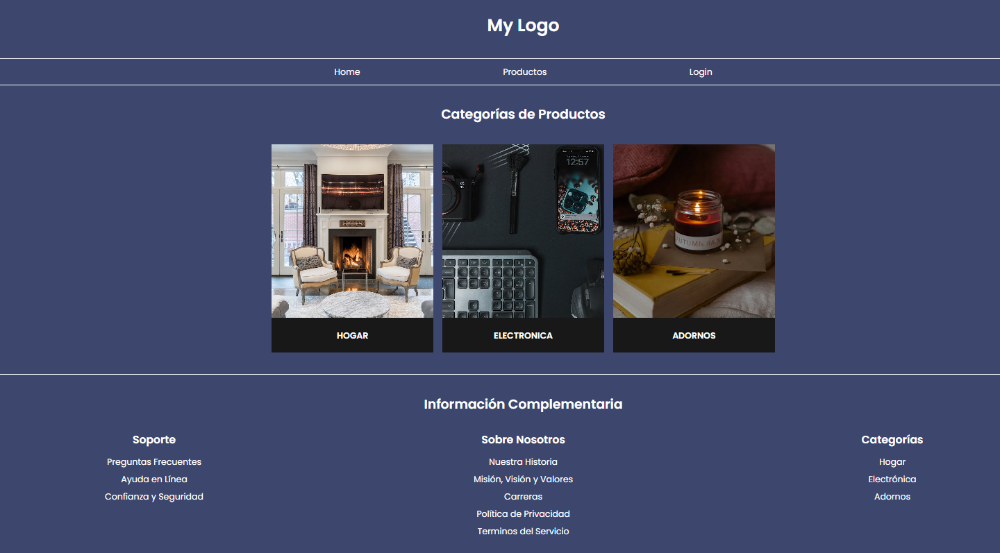 My Logo
Home
Productos
Login
Categorías de Productos
12:57
AUTUMN RA
HOGAR
ELECTRONICA
ADORNOS
Información Complementaria
Soporte
Preguntas Frecuentes
Ayuda en Línea
Confianza y Seguridad
Sobre Nosotros
Nuestra Historia
Misión, Visión y Valores
Carreras
Política de Privacidad
Terminos del Servicio
Categorías
Hogar
Electrónica
Adornos